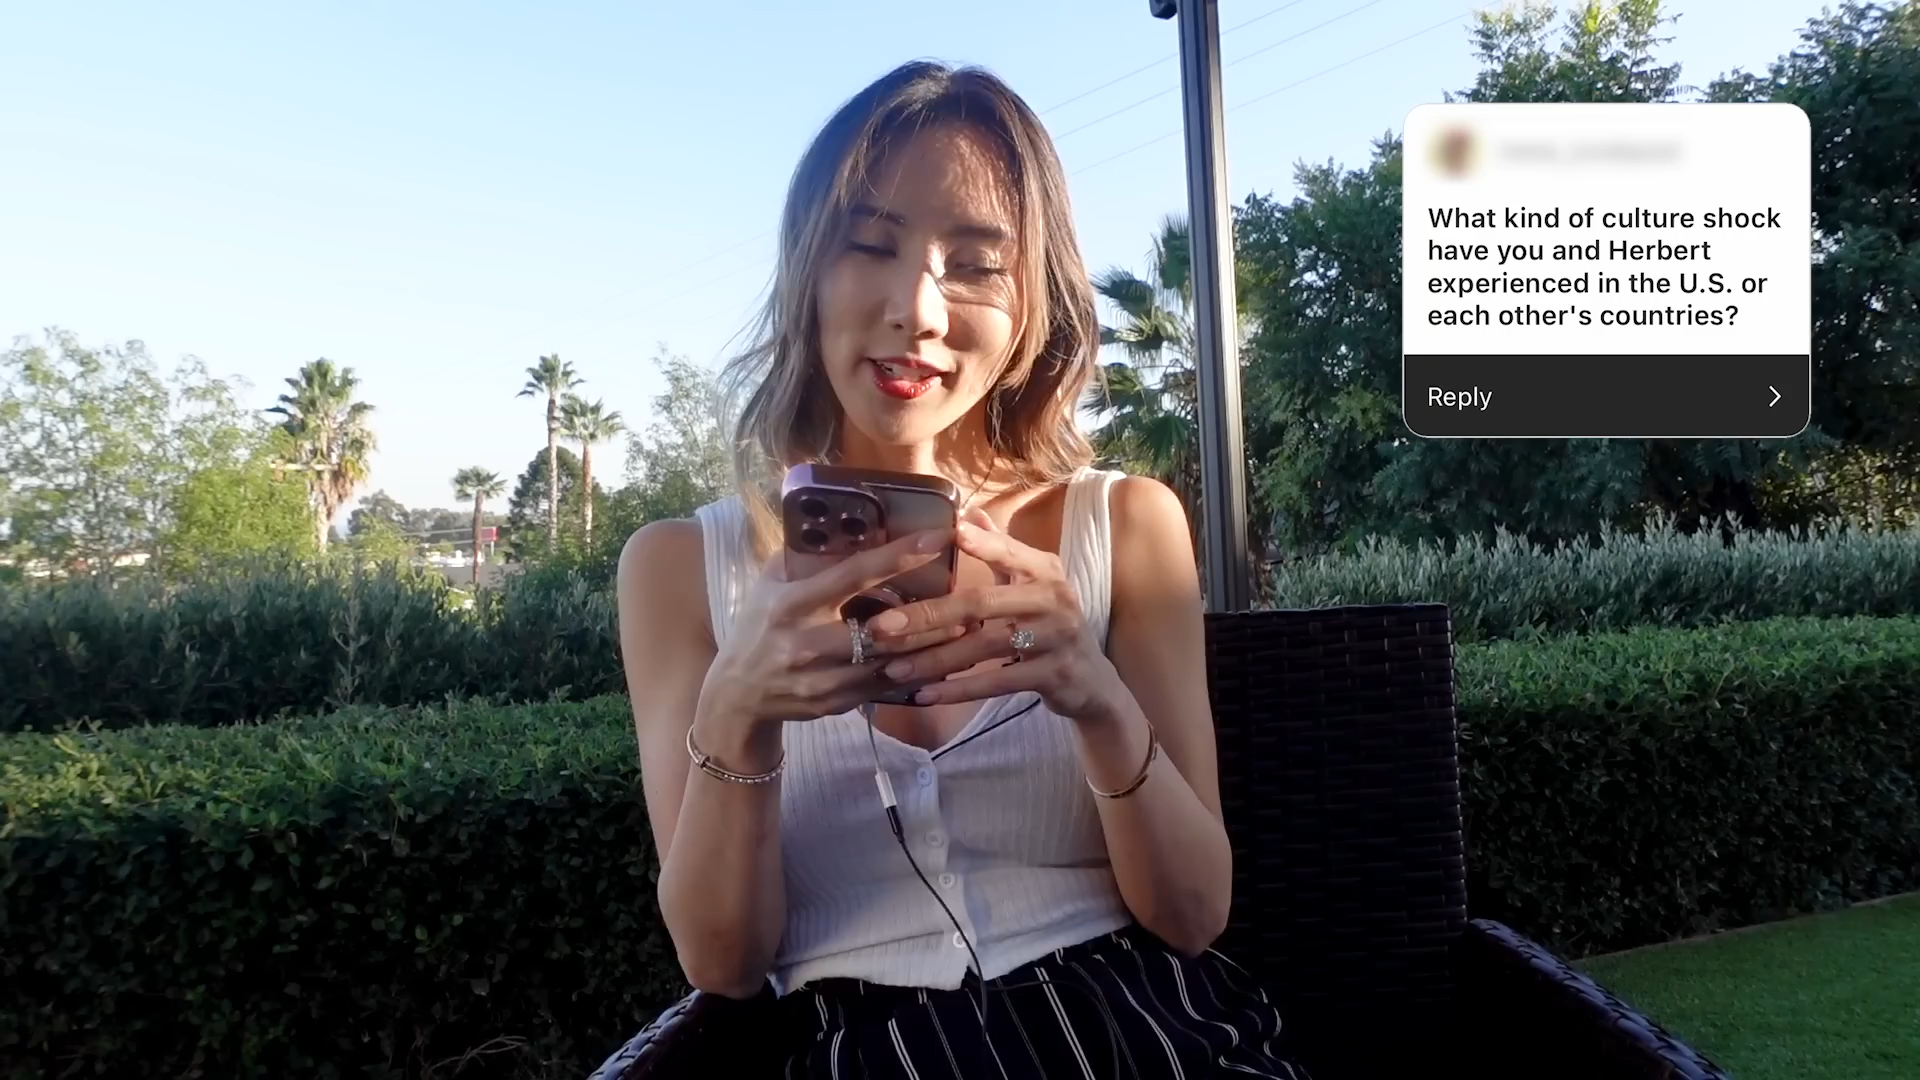 What kind of culture shock
have you and Herbert
experienced in the U.S. or
each other's countries?
Reply